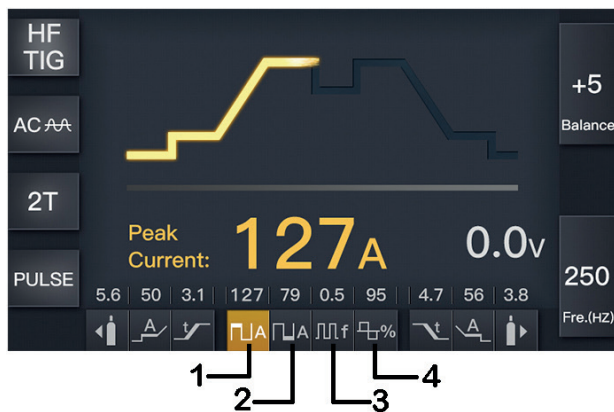 HF
TIG
AC
2T
PULSE
+5
Balance
250
Fre.(HZ)
Peak
Current:
127A
0.0v
5.6 50 3.1 127 79 0.5 95 4.7 56 3.8
A t A A f % t A
1
2
3
4